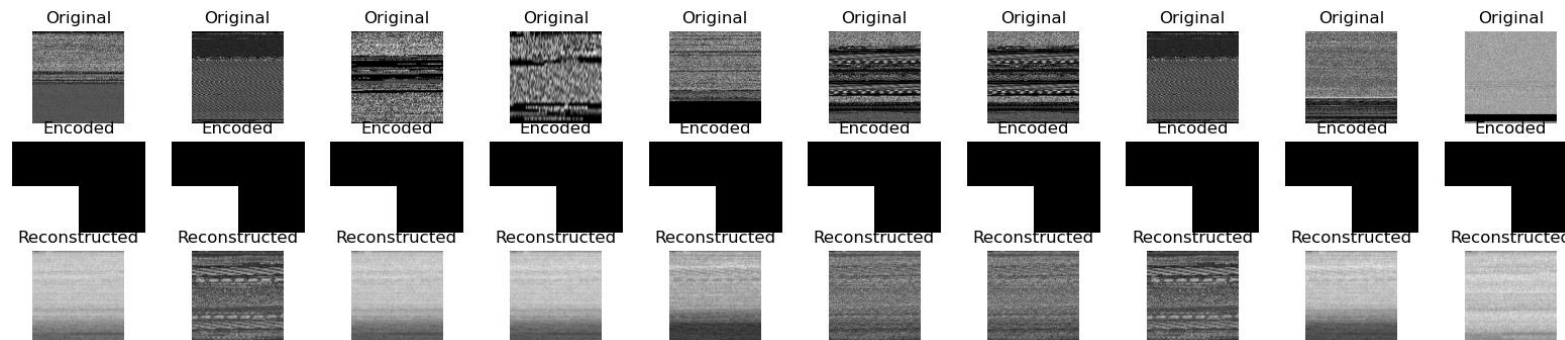 Original Original Original Original Original Original Original Original Original Original
Encoded Encoded Encoded Encoded Encoded Encoded Encoded Encoded Encoded Encoded
Reconstructed Reconstructed Reconstructed Reconstructed Reconstructed Reconstructed Reconstructed Reconstructed Reconstructed Reconstructed